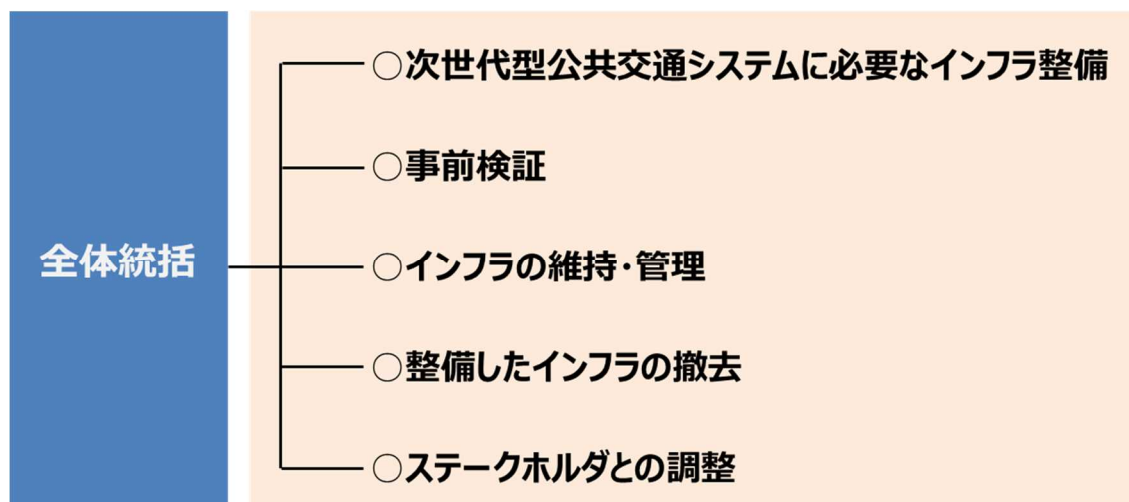 全体統括
○次世代型公共交通システムに必要なインフラ整備
○事前検証
○インフラの維持・管理
○整備したインフラの撤去
○ステークホルダとの調整